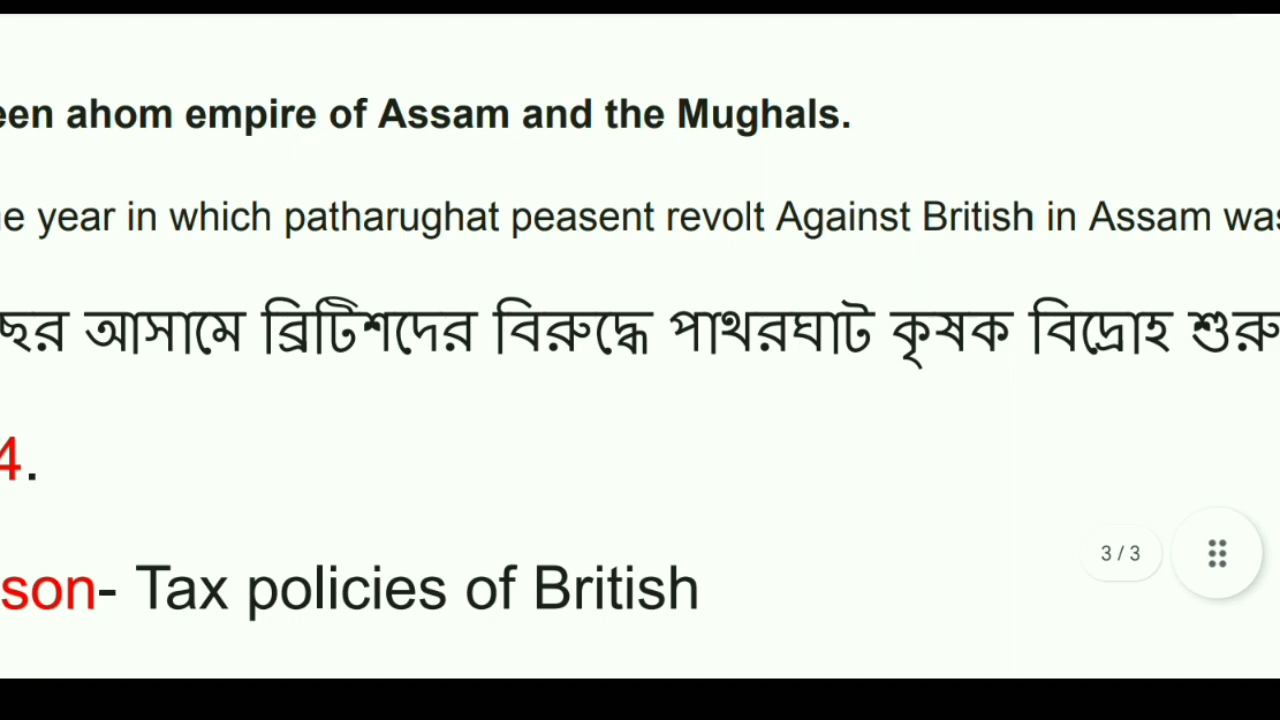 een ahom empire of Assam and the Mughals.
e year in which patharughat peasent revolt Against British in Assam was
ছর আসামে ব্রিটিশদের বিরুদ্ধে পাথরঘাট কৃষক বিদ্রোহ শুরু
4.
son- Tax policies of British
3 / 3